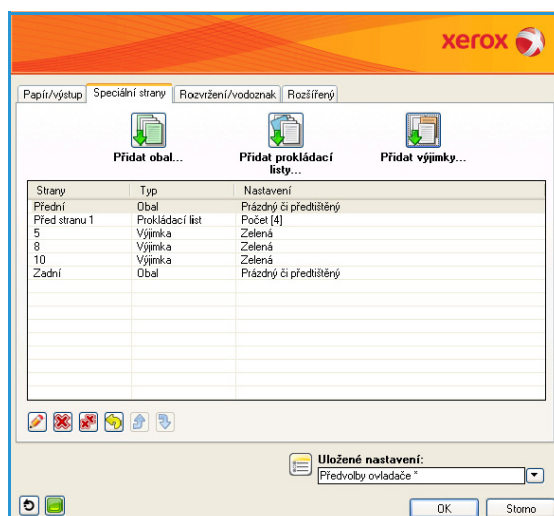 xerox
Papír/výstup Speciální strany Rozvržení/vodoznak Rozšířený
Přidat obal... Přidat prokládací listy... Přidat výjimky...
Strany Typ Nastavení
Přední Obal Prázdný či předtištěný
Před stranu 1 Prokládací list Počet [4]
5 Výjimka Zelená
8 Výjimka Zelená
10 Výjimka Zelená
Zadní Obal Prázdný či předtištěný
Uložené nastavení:
Předvolby ovladače *
OK Storno